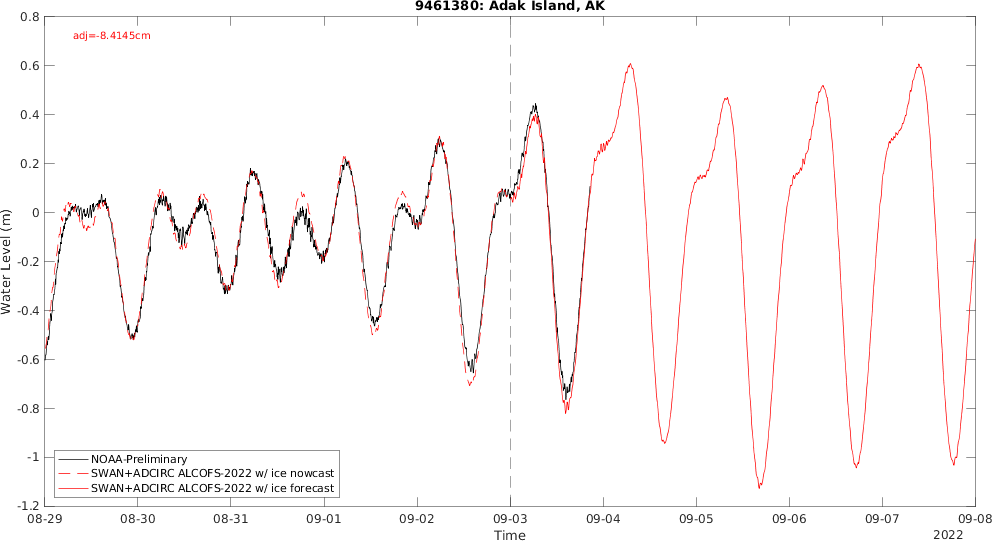 9461380: Adak Island, AK
adj=-8.4145cm
0.8
0.6
0.4
0.2
0
-0.2
-0.4
-0.6
-0.8
-1
-1.2
Water Level (m)
NOAA-Preliminary
SWAN+ADCIRC ALCOFS-2022 w/ ice nowcast
SWAN+ADCIRC ALCOFS-2022 w/ ice forecast
08-29 08-30 08-31 09-01 09-02 09-03 09-04 09-05 09-06 09-07 09-08
Time
2022